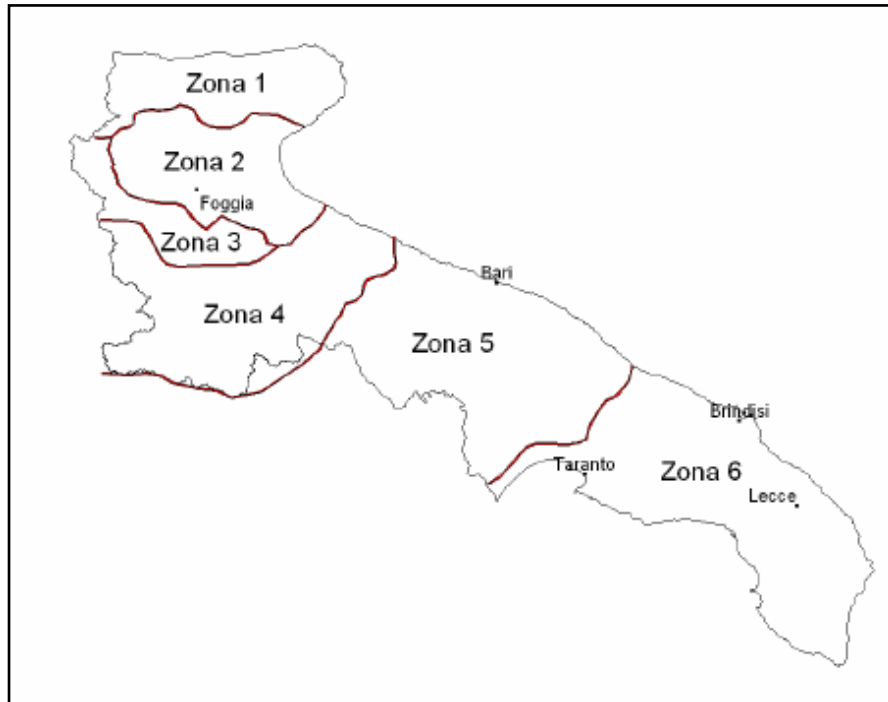 Zona 1
Zona 2
Foggia
Zona 3
Bari
Zona 4
Zona 5
Brindisi
Taranto
Zona 6
Lecce